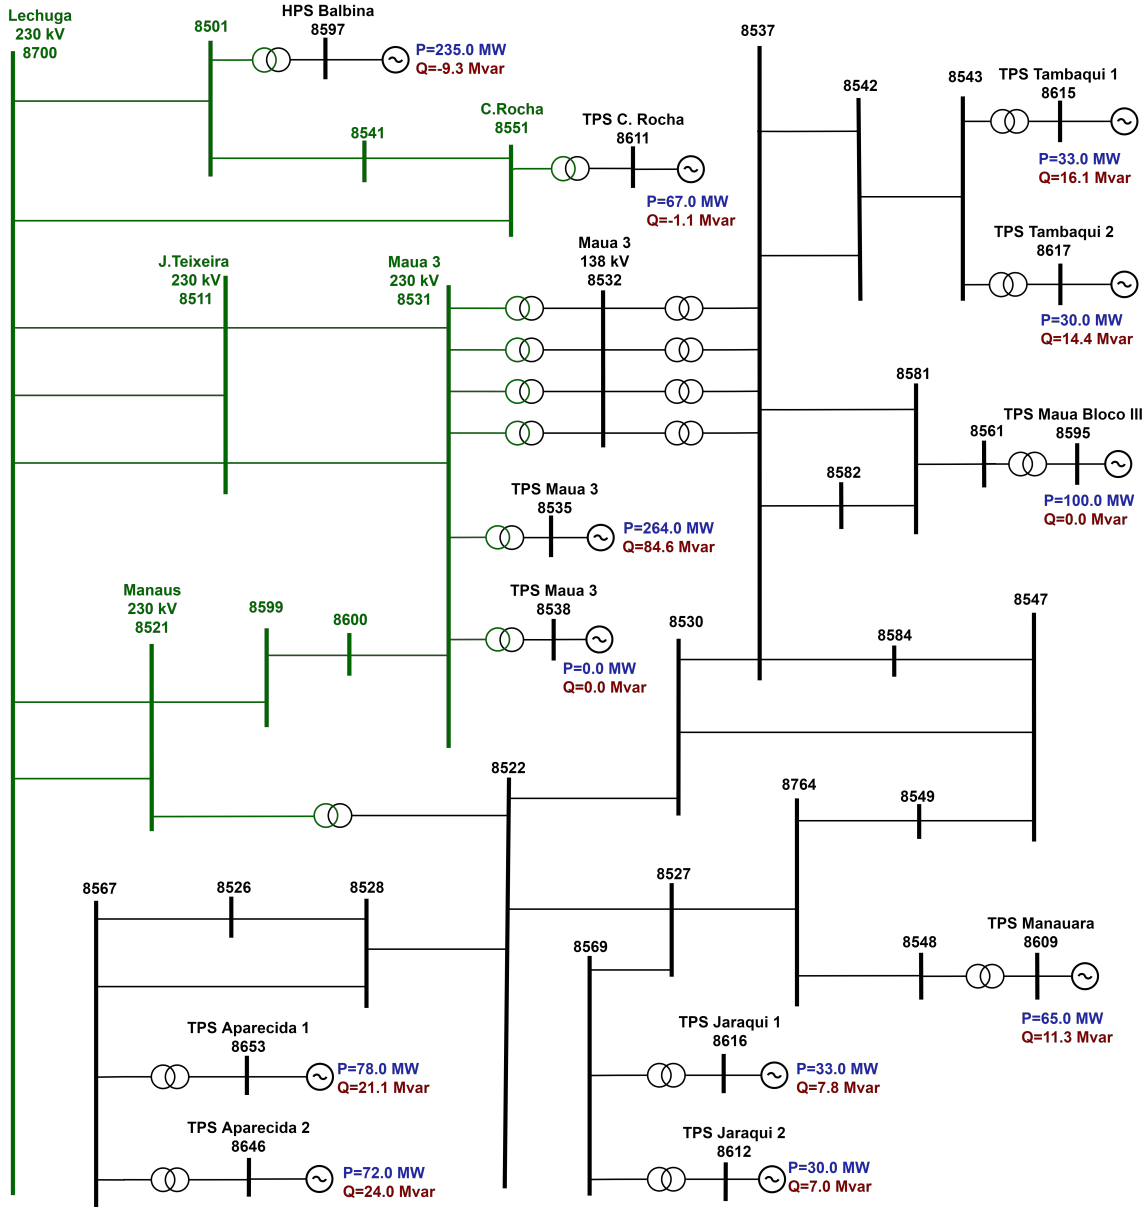 Lechuga
230 kV
8700
8501
HPS Balbina
8597
P=235.0 MW
Q=-9.3 Mvar
8541
C.Rocha
8551
TPS C. Rocha
8611
P=67.0 MW
Q=-1.1 Mvar
8537
8542
8543
TPS Tambaqui 1
8615
P=33.0 MW
Q=16.1 Mvar
TPS Tambaqui 2
8617
P=30.0 MW
Q=14.4 Mvar
J.Teixeira
230 kV
8511
Maua 3
230 kV
8531
Maua 3
138 kV
8532
8581
8582
8561
TPS Maua Bloco III
8595
P=100.0 MW
Q=0.0 Mvar
TPS Maua 3
8535
P=264.0 MW
Q=84.6 Mvar
TPS Maua 3
8538
P=0.0 MW
Q=0.0 Mvar
Manaus
230 kV
8521
8599
8600
8530
8584
8547
8522
8764
8549
8567
8526
8528
8527
8569
8548
TPS Manauara
8609
P=65.0 MW
Q=11.3 Mvar
TPS Aparecida 1
8653
P=78.0 MW
Q=21.1 Mvar
TPS Jaraqui 1
8616
P=33.0 MW
Q=7.8 Mvar
TPS Aparecida 2
8646
P=72.0 MW
Q=24.0 Mvar
TPS Jaraqui 2
8612
P=30.0 MW
Q=7.0 Mvar